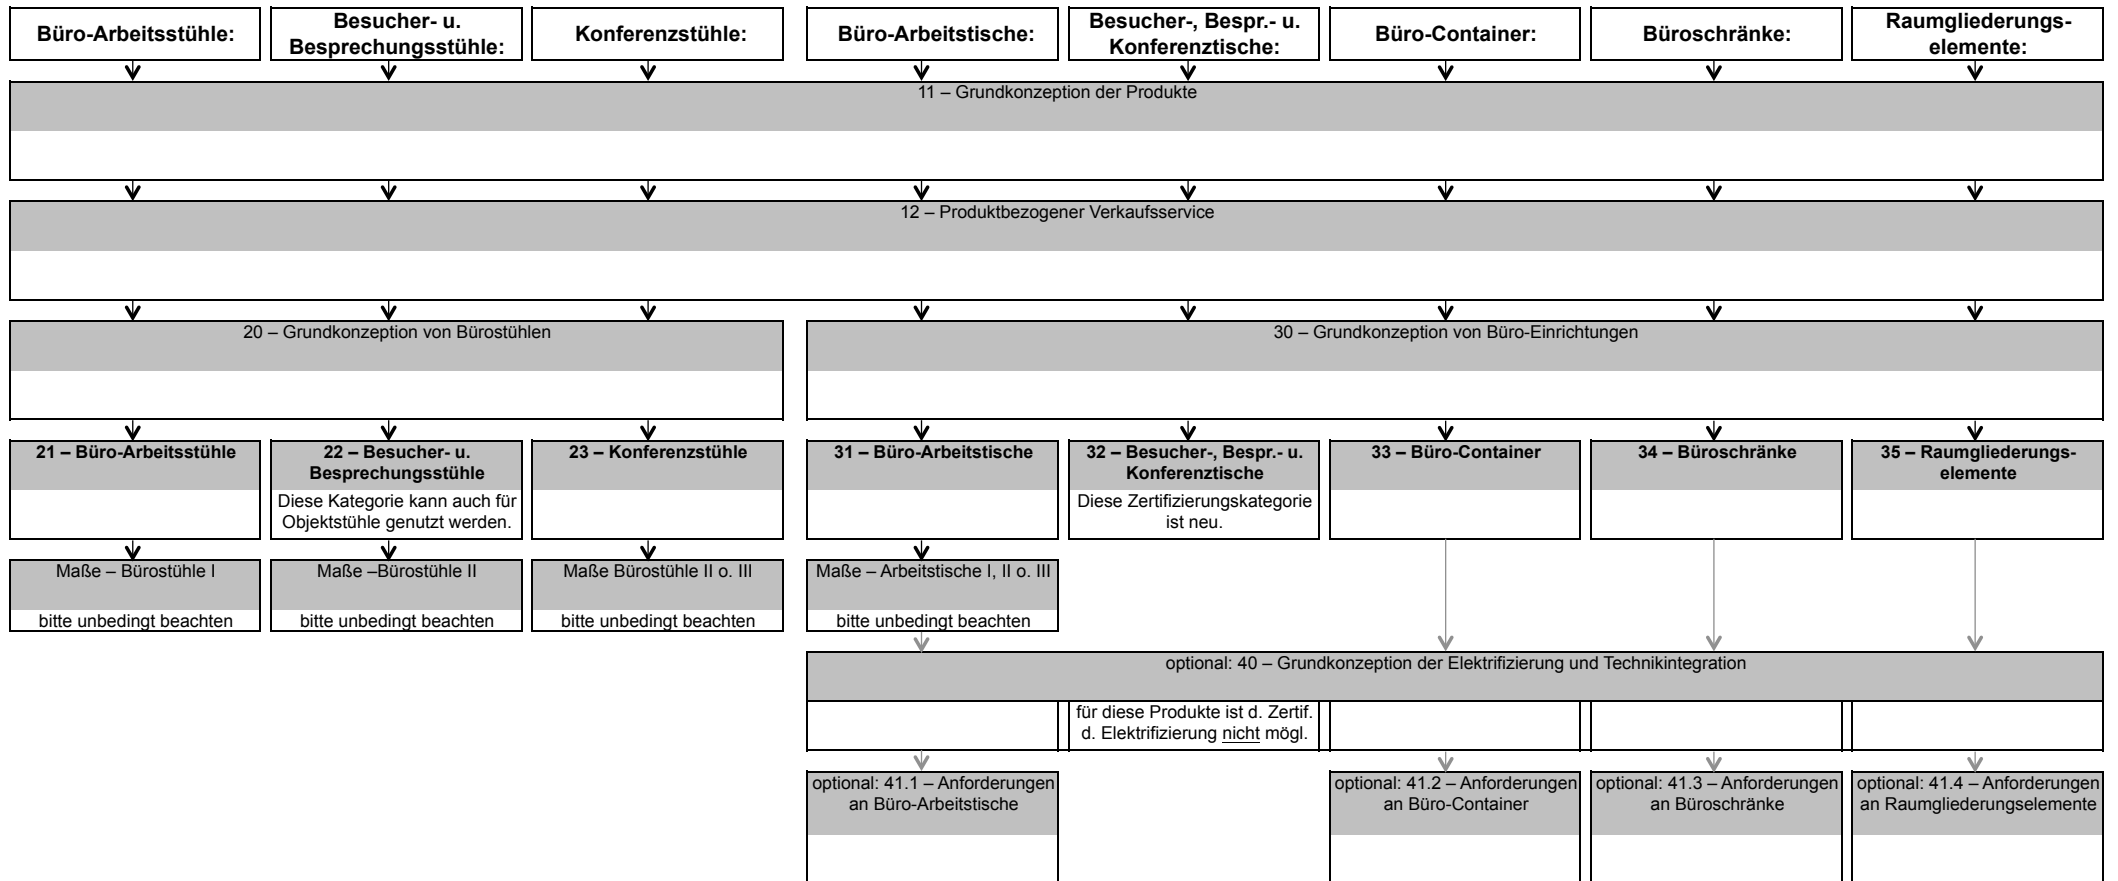 Büro-Arbeitsstühle:
Besucher- u.
Besprechungsstühle:
Konferenzstühle:
Büro-Arbeitstische:
Besucher-, Bespr.- u.
Konferenztische:
Büro-Container:
Büroschränke:
Raumgliederungs-
elemente:
11 – Grundkonzeption der Produkte
12 – Produktbezogener Verkaufsservice
20 – Grundkonzeption von Bürostühlen
30 – Grundkonzeption von Büro-Einrichtungen
21 – Büro-Arbeitsstühle
22 – Besucher- u.
Besprechungsstühle
Diese Kategorie kann auch für
Objektstühle genutzt werden.
23 – Konferenzstühle
31 – Büro-Arbeitstische
32 – Besucher-, Bespr.- u.
Konferenztische
Diese Zertifizierungskategorie
ist neu.
33 – Büro-Container
34 – Büroschränke
35 – Raumgliederungs-
elemente
Maße – Bürostühle I
bitte unbedingt beachten
Maße –Bürostühle II
bitte unbedingt beachten
Maße Bürostühle II o. III
bitte unbedingt beachten
Maße – Arbeitstische I, II o. III
bitte unbedingt beachten
optional: 40 – Grundkonzeption der Elektrifizierung und Technikintegration
für diese Produkte ist d. Zertif.
d. Elektrifizierung nicht mögl.
optional: 41.1 – Anforderungen
an Büro-Arbeitstische
optional: 41.2 – Anforderungen
an Büro-Container
optional: 41.3 – Anforderungen
an Büroschränke
optional: 41.4 – Anforderungen
an Raumgliederungselemente